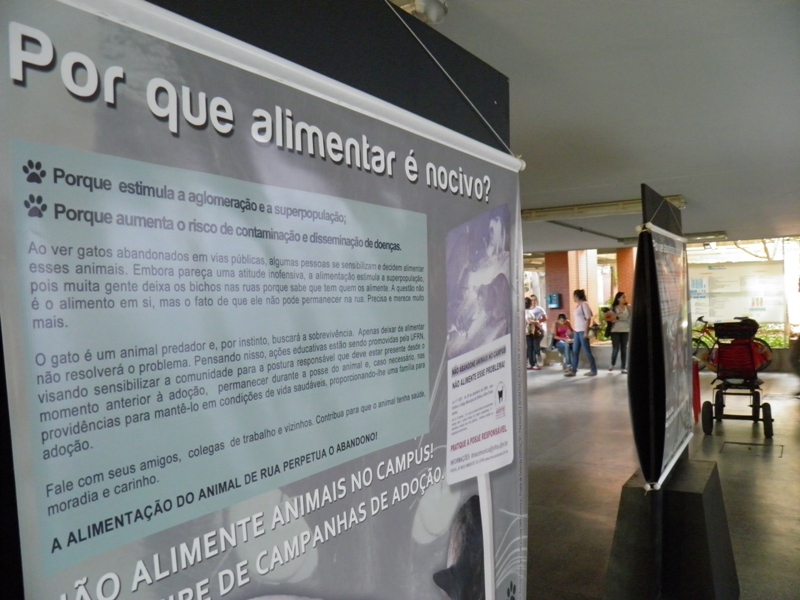 Por que alimentar é nocivo?
Porque estimula a aglomeração e a superpopulação;
Porque aumenta o risco de contaminação e disseminação de doenças.
Ao ver gatos abandonados em vias públicas, algumas pessoas se sensibilizam e decidem alimentar
esses animais. Embora pareça uma atitude inofensiva, a alimentação estimula a superpopulação,
pois muita gente deixa os bichos nas ruas porque sabe que tem quem os alimente. A questão não
é o alimento em si, mas o fato de que ele não pode permanecer na rua. Precisa e merece muito
mais.
O gato é um animal predador e, por instinto, buscará a sobrevivência. Apenas deixar de alimentar
não resolverá o problema. Pensando nisso, ações educativas estão sendo promovidas pela UFRN,
visando sensibilizar a comunidade para a postura responsável que deve estar presente desde o
momento anterior à adoção, permanecer durante a posse do animal e, caso necessário, nas
providências para mantê-lo em condições de vida saudáveis, proporcionando-lhe uma família para
adoção.
Fale com seus amigos, colegas de trabalho e vizinhos. Contribua para que o animal tenha saúde,
moradia e carinho.
A ALIMENTAÇÃO DO ANIMAL DE RUA PERPETUA O ABANDONO!
NÃO ALIMENTE ANIMAIS NO CAMPUS!
DE CAMPANHAS DE ADOÇÃO.
NÃO ABANDONE ANIMAIS NO CAMPUS
NÃO ALIMENTE ESSE PROBLEMA!
PRATIQUE A POSSE RESPONSÁVEL